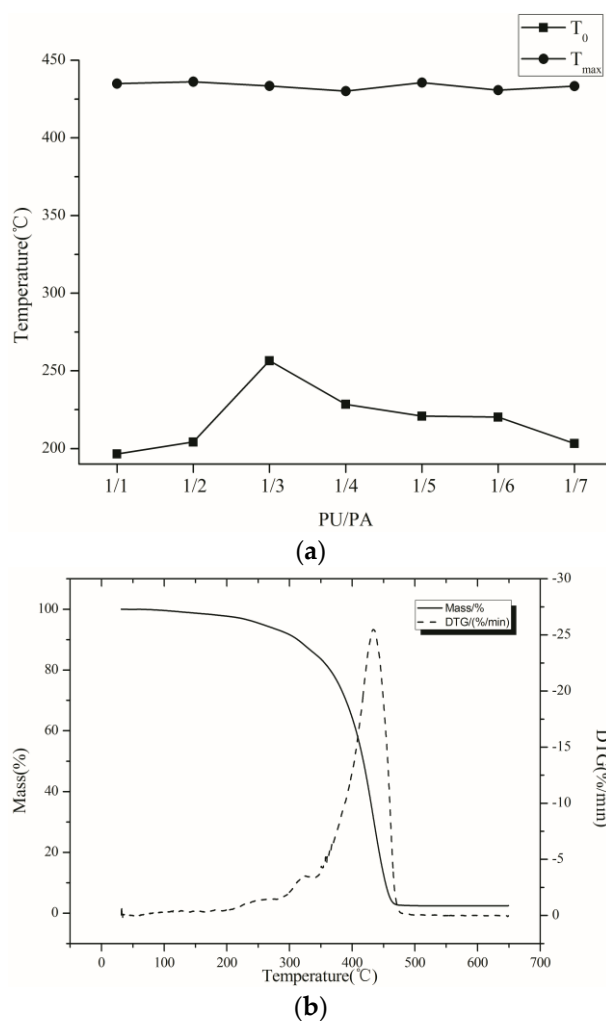 T0
Tmax
450
400
350
300
250
200
Temperature(℃)
1/1 1/2 1/3 1/4 1/5 1/6 1/7
PU/PA
(a)
Mass/%
DTG/(%/min)
100
80
60
40
20
0
Mass(%)
-30
-25
-20
-15
-10
-5
0
DTG(%/min)
0 100 200 300 400 500 600 700
Temperature(℃)
(b)